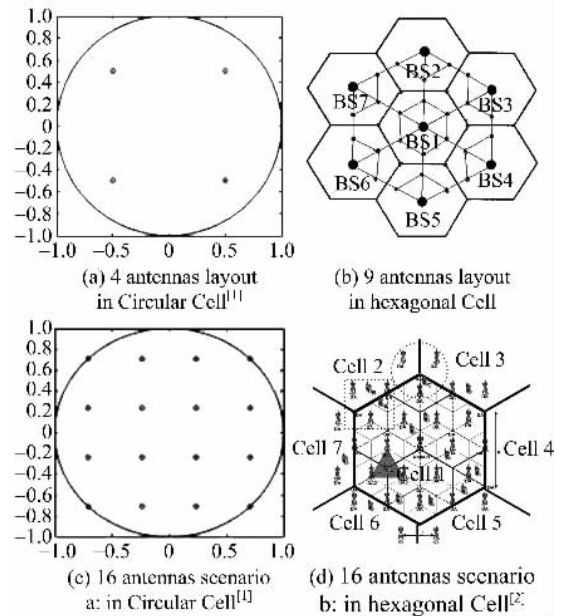 1.0
0.8
0.6
0.4
0.2
0
-0.2
-0.4
-0.6
-0.8
-1.0
-1.0 -0.5 0 0.5 1.0
(a) 4 antennas layout
in Circular Cell[1]
BS2
BS7 BS3
BS1
BS6 BS4
BS5
(b) 9 antennas layout
in hexagonal Cell
1.0
0.8
0.6
0.4
0.2
0
-0.2
-0.4
-0.6
-0.8
-1.0
-1.0 -0.5 0 0.5 1.0
(c) 16 antennas scenario
a: in Circular Cell[1]
Cell 2 Cell 3
Cell 7 Cell 4
Cell 1
Cell 6 Cell 5
(d) 16 antennas scenario
b: in hexagonal Cell[2]